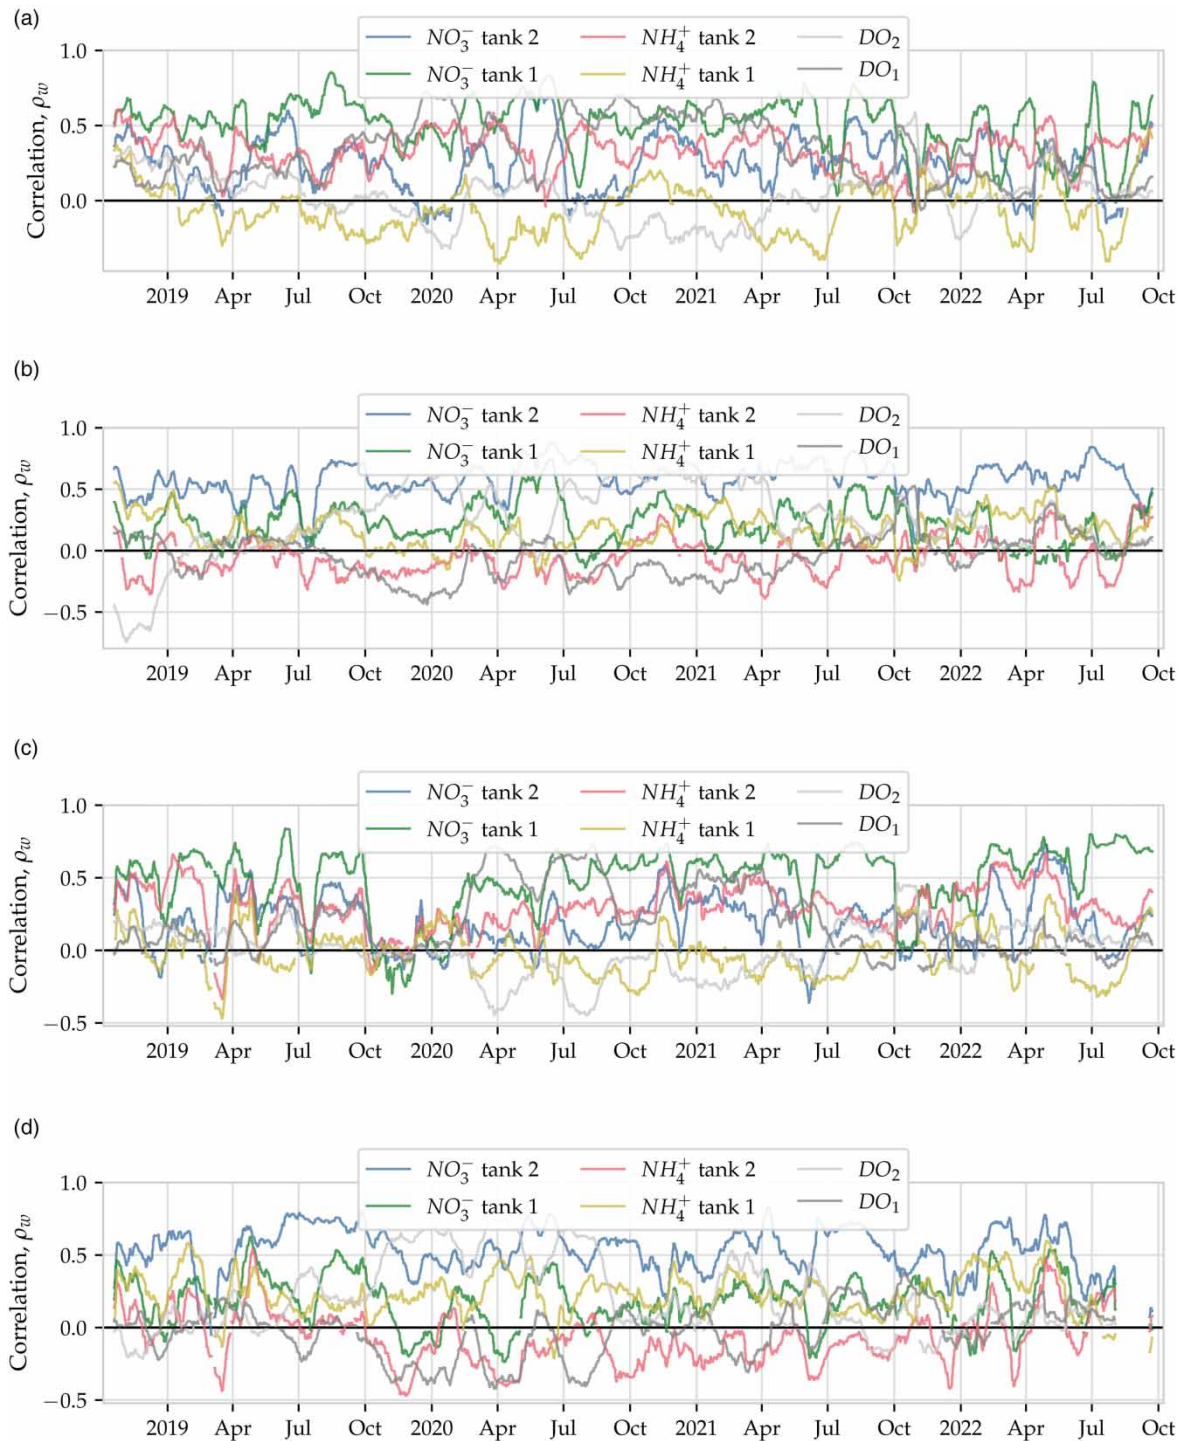 (a)
NO₃⁻ tank 2 NH₄⁺ tank 2 DO₂
NO₃⁻ tank 1 NH₄⁺ tank 1 DO₁
1.0
0.5
0.0
Correlation, ρ_w
2019 Apr Jul Oct 2020 Apr Jul Oct 2021 Apr Jul Oct 2022 Apr Jul Oct
(b)
NO₃⁻ tank 2 NH₄⁺ tank 2 DO₂
NO₃⁻ tank 1 NH₄⁺ tank 1 DO₁
1.0
0.5
0.0
−0.5
Correlation, ρ_w
2019 Apr Jul Oct 2020 Apr Jul Oct 2021 Apr Jul Oct 2022 Apr Jul Oct
(c)
NO₃⁻ tank 2 NH₄⁺ tank 2 DO₂
NO₃⁻ tank 1 NH₄⁺ tank 1 DO₁
1.0
0.5
0.0
−0.5
Correlation, ρ_w
2019 Apr Jul Oct 2020 Apr Jul Oct 2021 Apr Jul Oct 2022 Apr Jul Oct
(d)
NO₃⁻ tank 2 NH₄⁺ tank 2 DO₂
NO₃⁻ tank 1 NH₄⁺ tank 1 DO₁
1.0
0.5
0.0
−0.5
Correlation, ρ_w
2019 Apr Jul Oct 2020 Apr Jul Oct 2021 Apr Jul Oct 2022 Apr Jul Oct